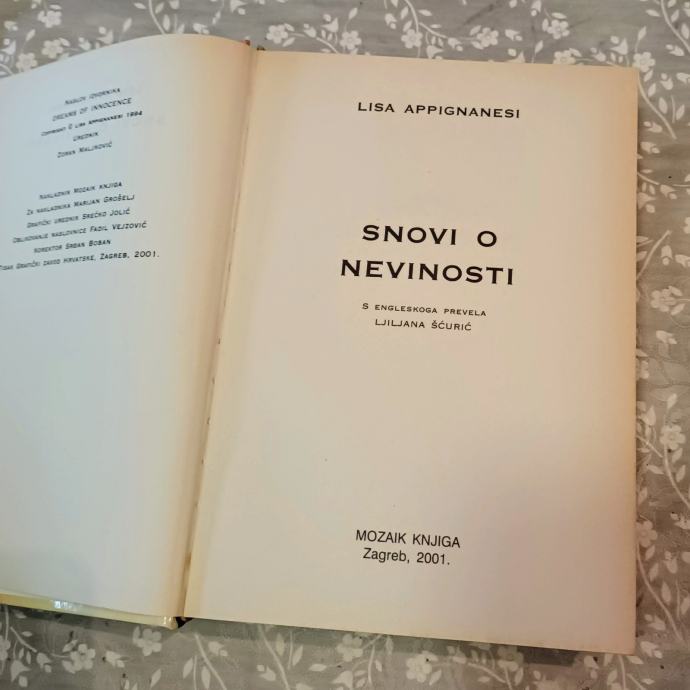 NASLOV IZVORNIKA
DREAMS OF INNOCENCE
COPYRIGHT © LISA APPIGNANESI 1994
UREDNIK
ZORAN MALJKOVIĆ
NAKLADNIK MOZAIK KNJIGA
ZA NAKLADNIKA MARIJAN GROŠELJ
GRAFIČKI UREDNIK SREĆKO JOLIĆ
OBLIKOVANJE NASLOVNICE FADIL VEJZOVIĆ
KOREKTOR SRĐAN BOBAN
TISAK GRAFIČKI ZAVOD HRVATSKE, ZAGREB, 2001.
LISA APPIGNANESI
SNOVI O
NEVINOSTI
S ENGLESKOGA PREVELA
LJILJANA ŠĆURIĆ
MOZAIK KNJIGA
Zagreb, 2001.